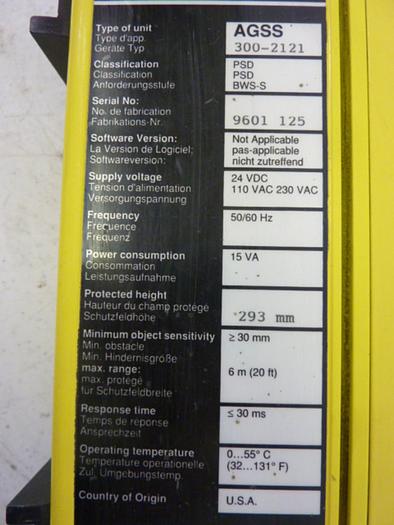 Type of unit
Type d'app.
Geräte Typ
AGSS
300-2121
Classification
Classification
Anforderungsstufe
PSD
PSD
BWS-S
Serial No:
No. de fabrication
Fabrikations-Nr.
9601 125
Software Version:
La Version de Logiciel;
Softwareversion:
Not Applicable
pas-applicable
nicht zutreffend
Supply voltage
Tension d'alimentation
Versorgungspannung
24 VDC
110 VAC 230 VAC
Frequency
Frequence
Frequenz
50/60 Hz
Power consumption
Consommation
Leistungsaufnahme
15 VA
Protected height
Hauteur du champ protégé
Schutzfeldhöhe
293 mm
Minimum object sensitivity
Min. obstacle
Min. Hindernisgröße
≥ 30 mm
max. range:
max. protégé
für Schutzfeldbreite
6 m (20 ft)
Response time
Temps de réponse
Ansprechzeit
≤ 30 ms
Operating temperature
Température operationelle
Zul. Umgebungstemp.
0...55° C
(32...131° F)
Country of Origin
U.S.A.